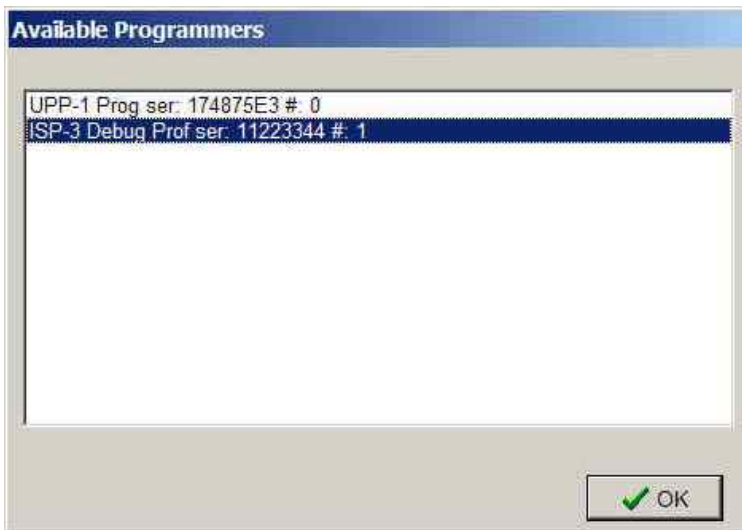 Available Programmers
UPP-1 Prog ser: 174875E3 #: 0
ISP-3 Debug Prof ser: 11223344 #: 1
OK